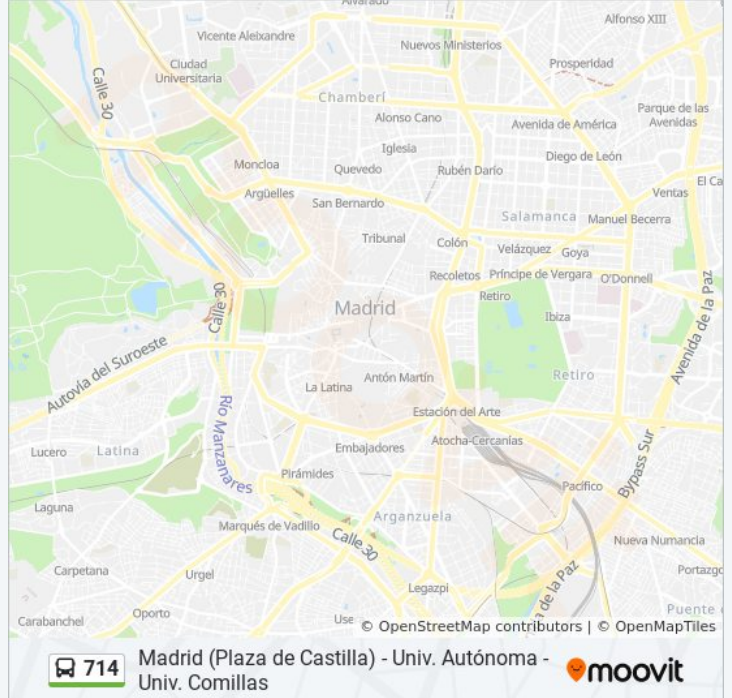 Alvarado
Alfonso XIII
Vicente Aleixandre
Nuevos Ministerios
Ciudad
Universitaria
Prosperidad
Calle 30
Chamberí
Parque de las
Avenidas
Alonso Cano
Avenida de América
Iglesia
Diego de León
Moncloa
Quevedo
Rubén Darío
El Ca
Argüelles
Ventas
San Bernardo
Salamanca
Manuel Becerra
Tribunal
Colón
Velázquez
Goya
Recoletos
Príncipe de Vergara
O'Donnell
Retiro
Calle 30
Madrid
Ibiza
Avenida de la Paz
Autovía del Suroeste
La Latina
Antón Martín
Retiro
Estación del Arte
Atocha-Cercanías
Río Manzanares
Lucero
Latina
Embajadores
Bypass Sur
Pirámides
Pacífico
Laguna
Arganzuela
Marqués de Vadillo
Calle 30
Nueva Numancia
Carpetana
Urgel
Portazgo
Legazpi
a de la Paz
Carabanchel
Oporto
Use
Puente
© OpenStreetMap contributors | © OpenMapTiles
714
Madrid (Plaza de Castilla) - Univ. Autónoma -
Univ. Comillas
moovit